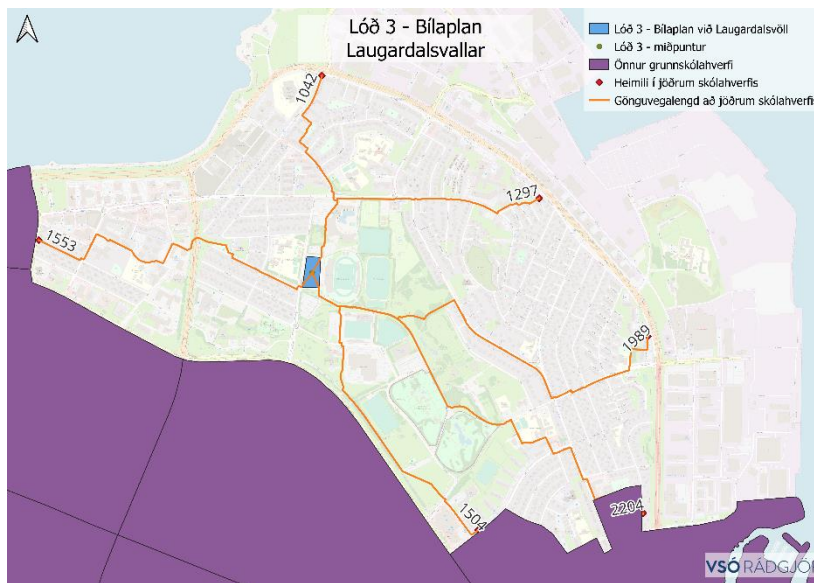 Lóð 3 - Bílaplan
Laugardalsvallar
Lóð 3 - Bílaplan við Laugardalsvöll
Lóð 3 - miðpuntur
Önnur grunnskólahverfi
Heimili í jöðrum skólahverfis
Gönguvegalengd að jöðrum skólahverfis
1042
1297
1553
1989
1504
2204
VSÓ RÁÐGJÖF